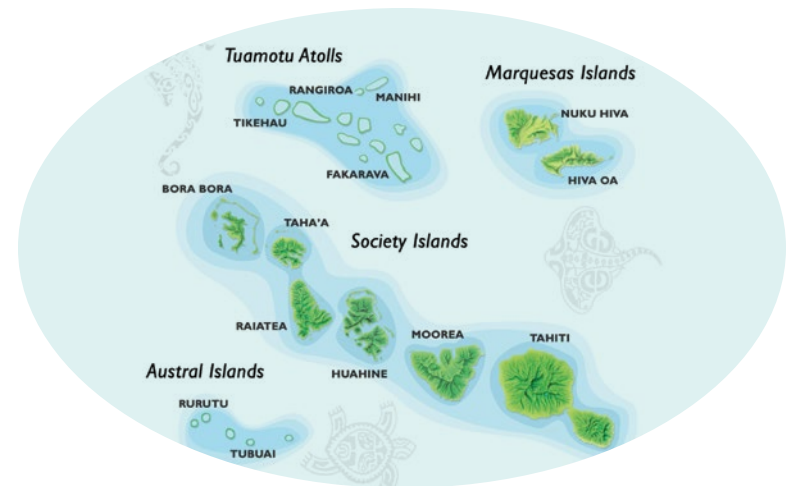 Tuamotu Atolls
Marquesas Islands
RANGIROA
MANIHI
TIKEHAU
NUKU HIVA
FAKARAVA
HIVA OA
BORA BORA
TAHA'A
Society Islands
RAIATEA
MOOREA
TAHITI
HUAHINE
Austral Islands
RURUTU
TUBUAI